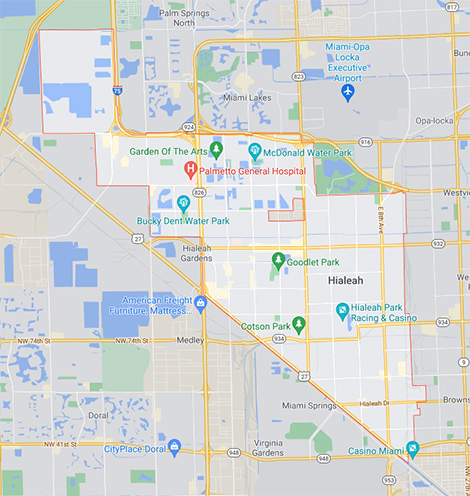 Palm Springs
North
817
Miami-Opa
Locka
Executive
Airport
Bun
75
823
Miami Lakes
Opa-locka
924
916
Garden Of The Arts
McDonald Water Park
Palmetto General Hospital
826
Westvi
Bucky Dent Water Park
E 8th Ave
27
932
Hialeah
Gardens
Goodlet Park
Hialeah
American Freight
Furniture, Mattress...
Hialeah Park
Racing & Casino
Cotson Park
NW 74th St
NW 74th St
934
Medley
934
27
Miami Springs
Hialeah Dr
Browns
Doral
NW 41st St
CityPlace Doral
948
Virginia
Gardens
948
953
Casino Miami
27